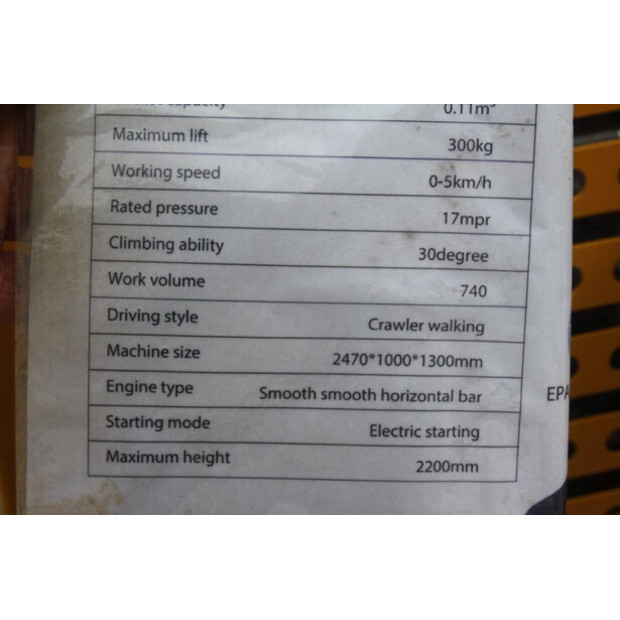 capacity 0.11m³
Maximum lift 300kg
Working speed 0-5km/h
Rated pressure 17mpr
Climbing ability 30degree
Work volume 740
Driving style Crawler walking
Machine size 2470*1000*1300mm
Engine type Smooth smooth horizontal bar
EPA
Starting mode Electric starting
Maximum height 2200mm